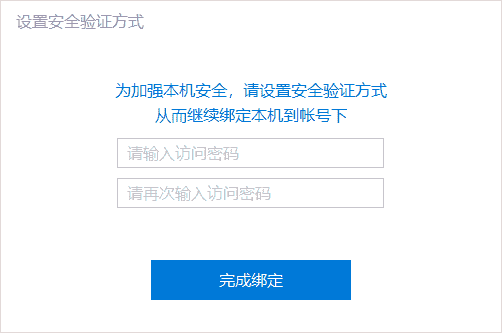 设置安全验证方式
为加强本机安全，请设置安全验证方式
从而继续绑定本机到帐号下
请输入访问密码
请再次输入访问密码
完成绑定